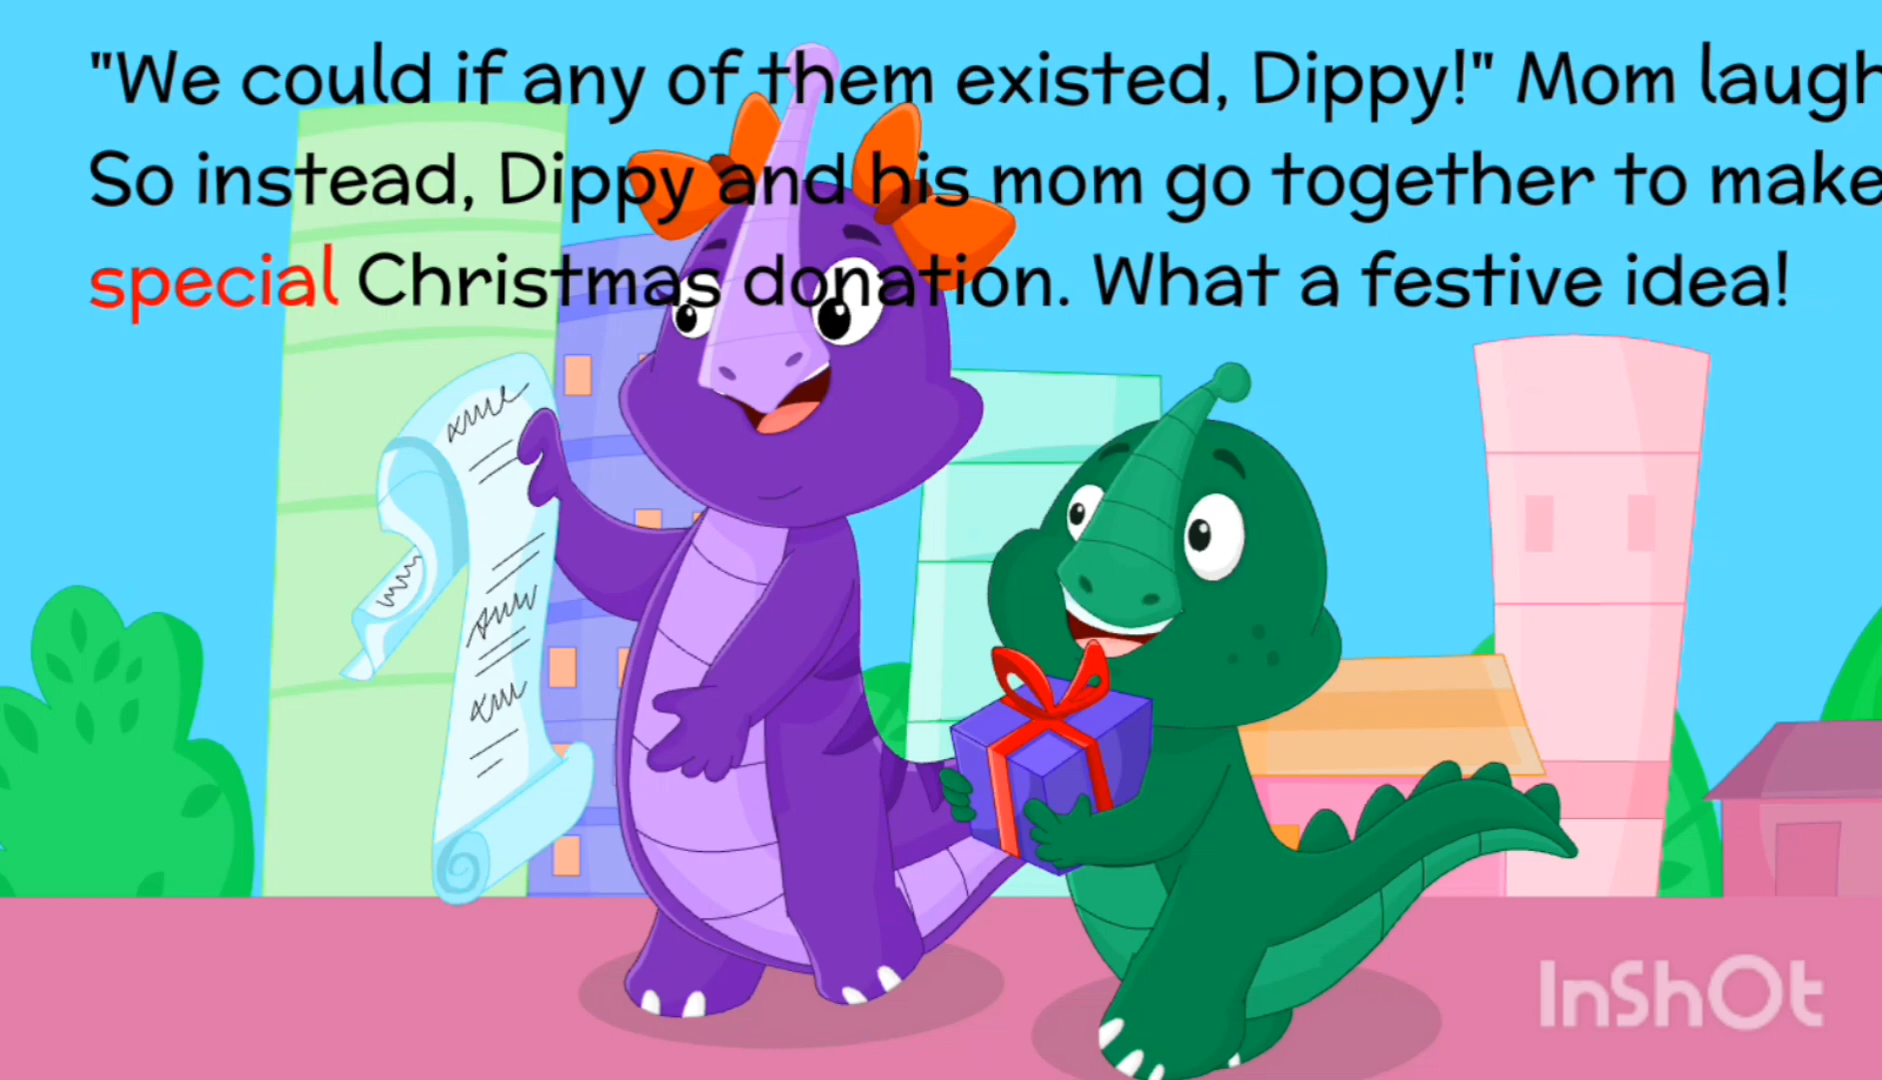 "We could if any of them existed, Dippy!" Mom laugh
So instead, Dippy and his mom go together to make
special Christmas donation. What a festive idea!
InShOt